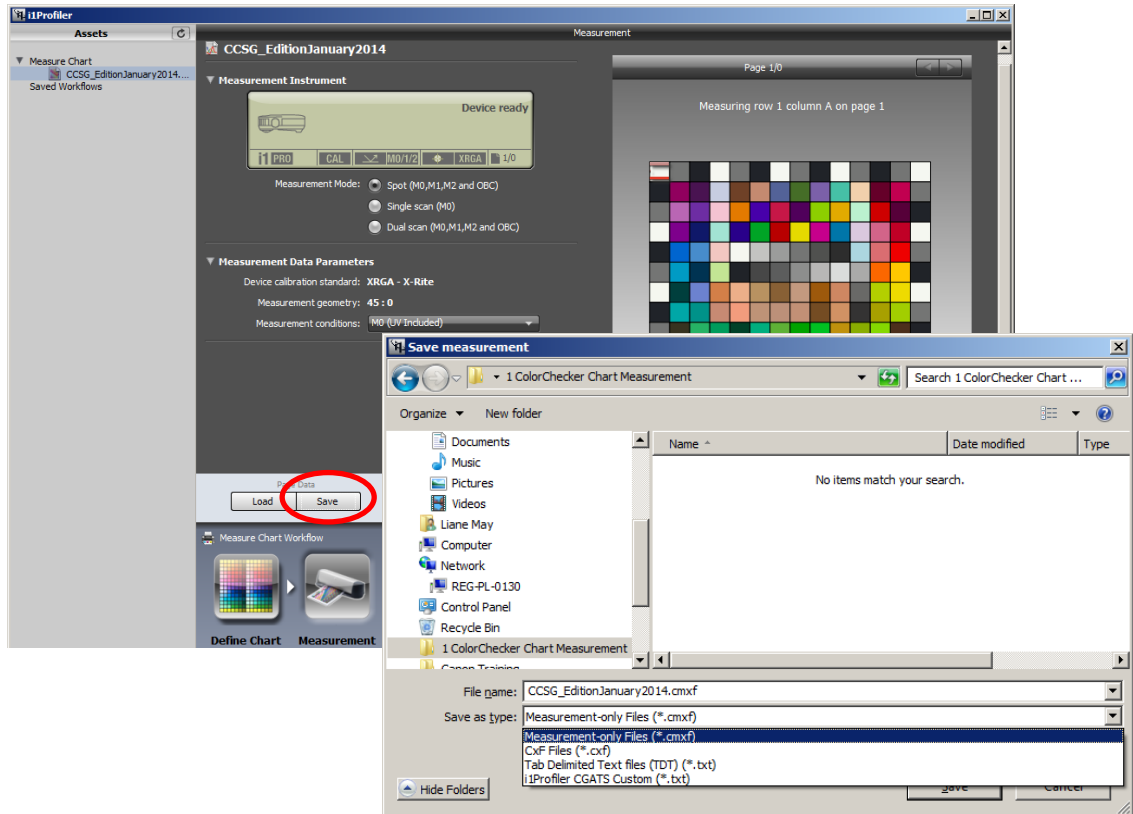 i1Profiler
Assets
Measurement
Measure Chart
CCSG_EditionJanuary2014....
Saved Workflows
CCSG_EditionJanuary2014
Measurement Instrument
Device ready
i1 PRO CAL M0/1/2 XRGA 1/0
Measurement Mode: Spot (M0,M1,M2 and OBC)
Single scan (M0)
Dual scan (M0,M1,M2 and OBC)
Measurement Data Parameters
Device calibration standard: XRGA - X-Rite
Measurement geometry: 45:0
Measurement conditions: M0 (UV Included)
Page 1/0
Measuring row 1 column A on page 1
Data
Load Save
Measure Chart Workflow
Define Chart Measurement
Save measurement
1 ColorChecker Chart Measurement
Search 1 ColorChecker Chart ...
Organize New folder
Name Date modified Type
No items match your search.
Documents
Music
Pictures
Videos
Liane May
Computer
Network
REG-PL-0130
Control Panel
Recycle Bin
1 ColorChecker Chart Measurement
Canon Training
File name: CCSG_EditionJanuary2014.cmxf
Save as type: Measurement-only Files (*.cmxf)
Measurement-only Files (*.cmxf)
CxF Files (*.cxf)
Tab Delimited Text files (TDT) (*.txt)
i1Profiler CGATS Custom (*.txt)
Hide Folders Save Cancel